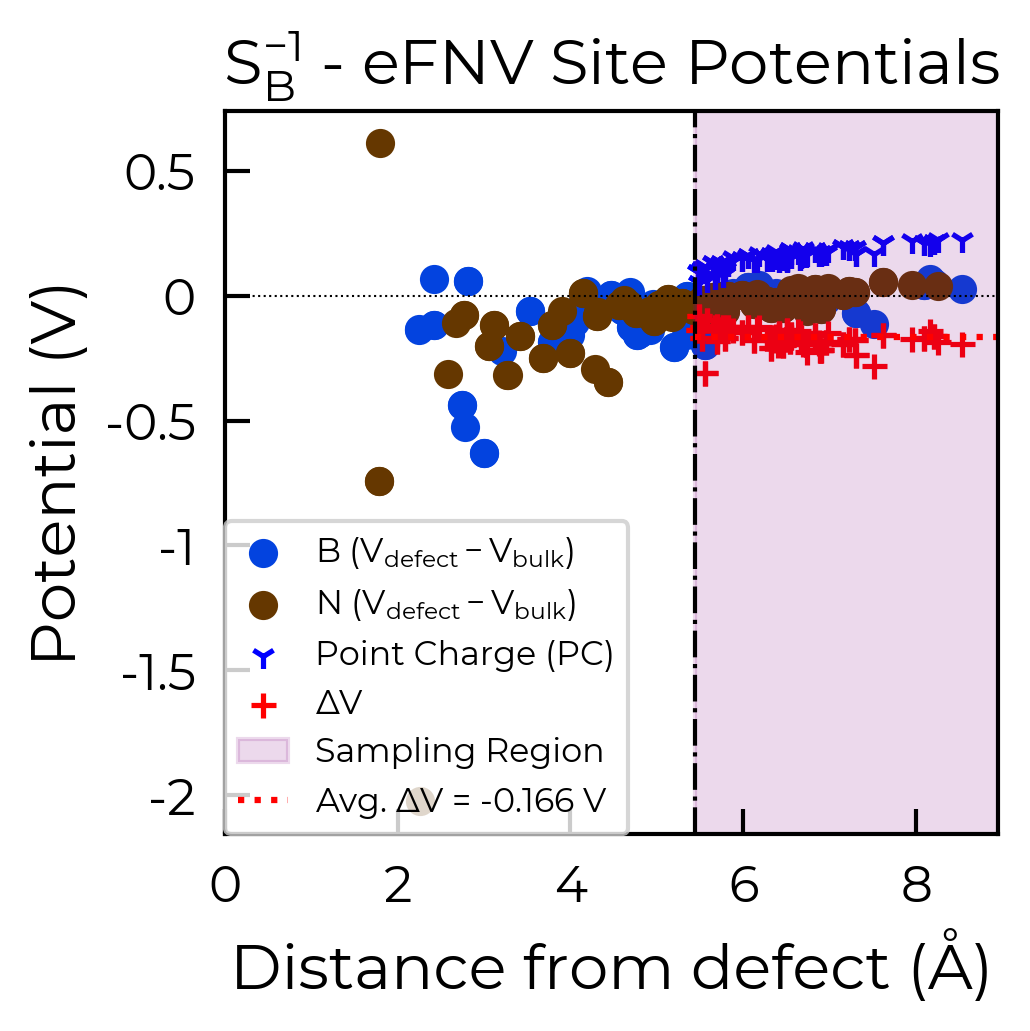 S_B^−1 - eFNV Site Potentials
Potential (V)
0.5
0
-0.5
-1
-1.5
-2
B (V_defect − V_bulk)
N (V_defect − V_bulk)
Point Charge (PC)
ΔV
Sampling Region
Avg. ΔV = -0.166 V
0 2 4 6 8
Distance from defect (Å)